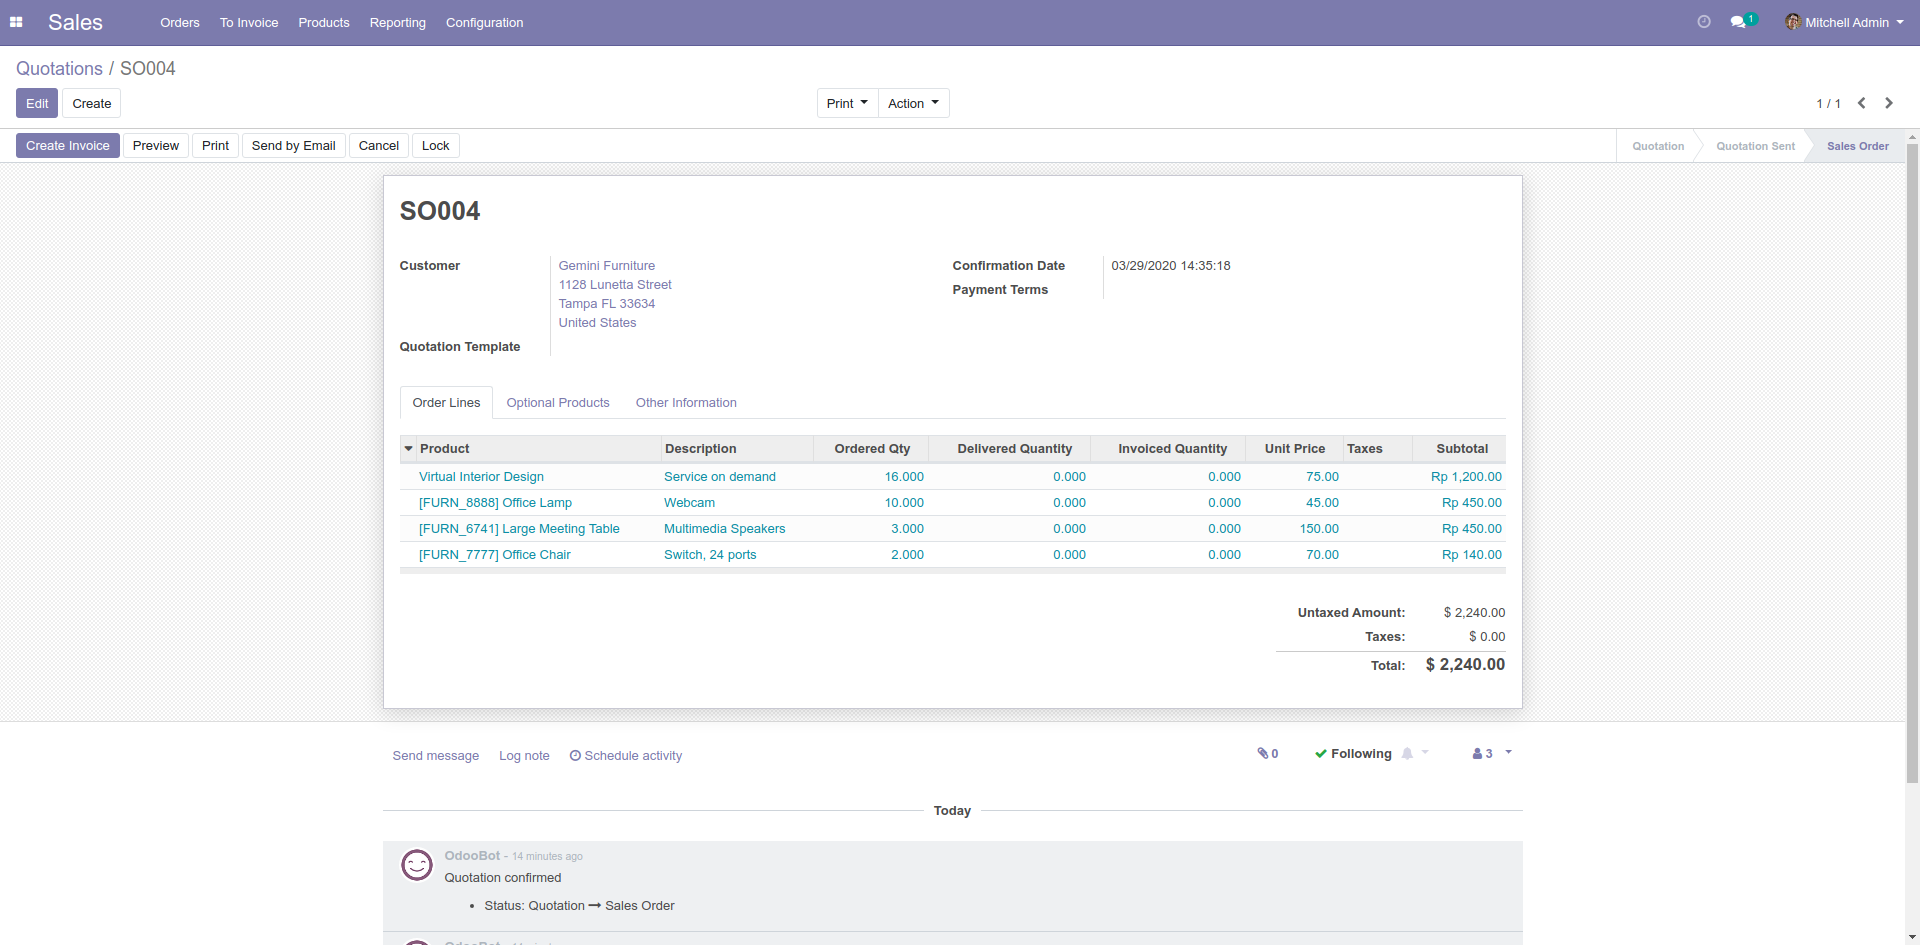 Sales Orders To Invoice Products Reporting Configuration 1 Mitchell Admin
Quotations / SO004
Edit Create Print Action 1 / 1
Create Invoice Preview Print Send by Email Cancel Lock Quotation Quotation Sent Sales Order
SO004
Customer Gemini Furniture Confirmation Date 03/29/2020 14:35:18
1128 Lunetta Street Payment Terms
Tampa FL 33634
United States
Quotation Template
Order Lines Optional Products Other Information
Product Description Ordered Qty Delivered Quantity Invoiced Quantity Unit Price Taxes Subtotal
Virtual Interior Design Service on demand 16.000 0.000 0.000 75.00 Rp 1,200.00
[FURN_8888] Office Lamp Webcam 10.000 0.000 0.000 45.00 Rp 450.00
[FURN_6741] Large Meeting Table Multimedia Speakers 3.000 0.000 0.000 150.00 Rp 450.00
[FURN_7777] Office Chair Switch, 24 ports 2.000 0.000 0.000 70.00 Rp 140.00
Untaxed Amount: $ 2,240.00
Taxes: $ 0.00
Total: $ 2,240.00
Send message Log note Schedule activity 0 Following 3
Today
OdooBot - 14 minutes ago
Quotation confirmed
• Status: Quotation → Sales Order